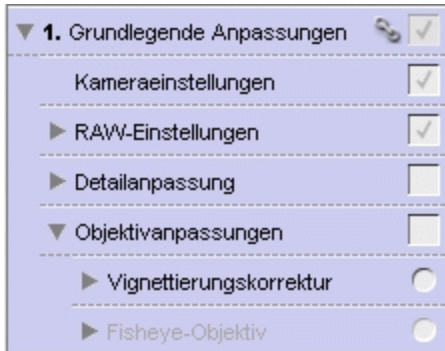 1. Grundlegende Anpassungen
Kameraeinstellungen
RAW-Einstellungen
Detailanpassung
Objektivanpassungen
Vignettierungskorrektur
Fisheye-Objektiv